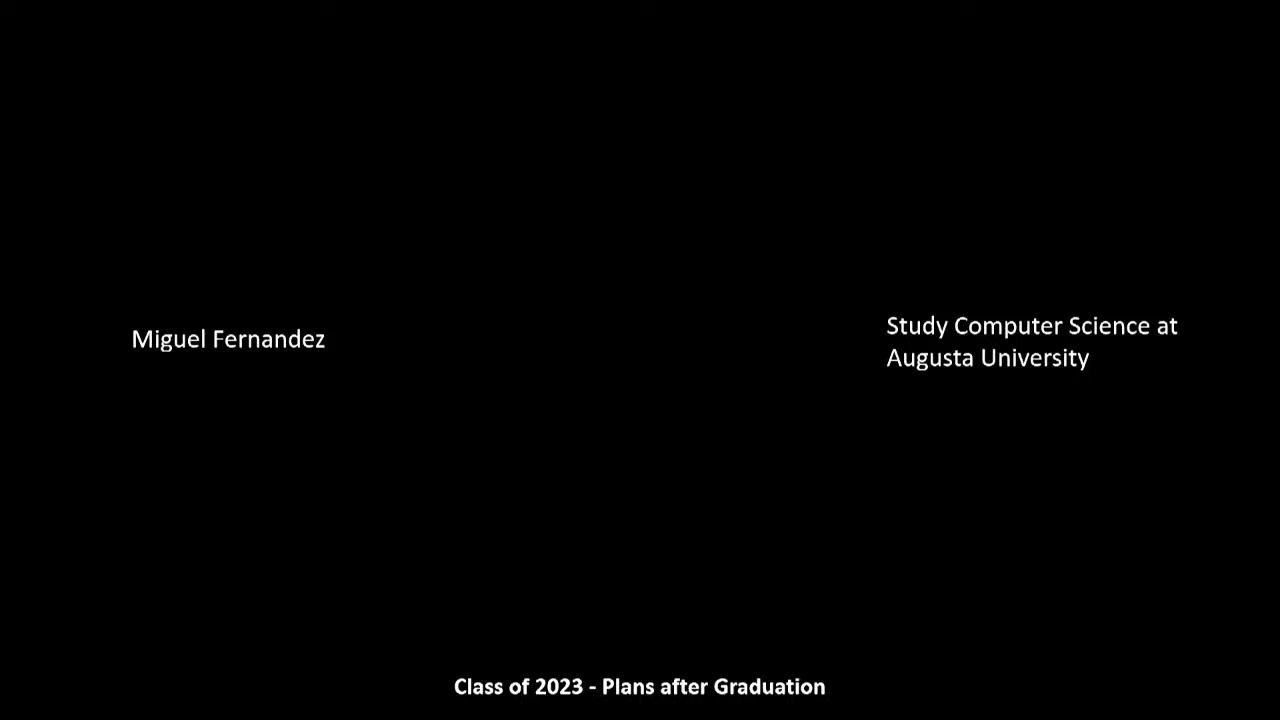 Miguel Fernandez
Study Computer Science at
Augusta University
Class of 2023 - Plans after Graduation